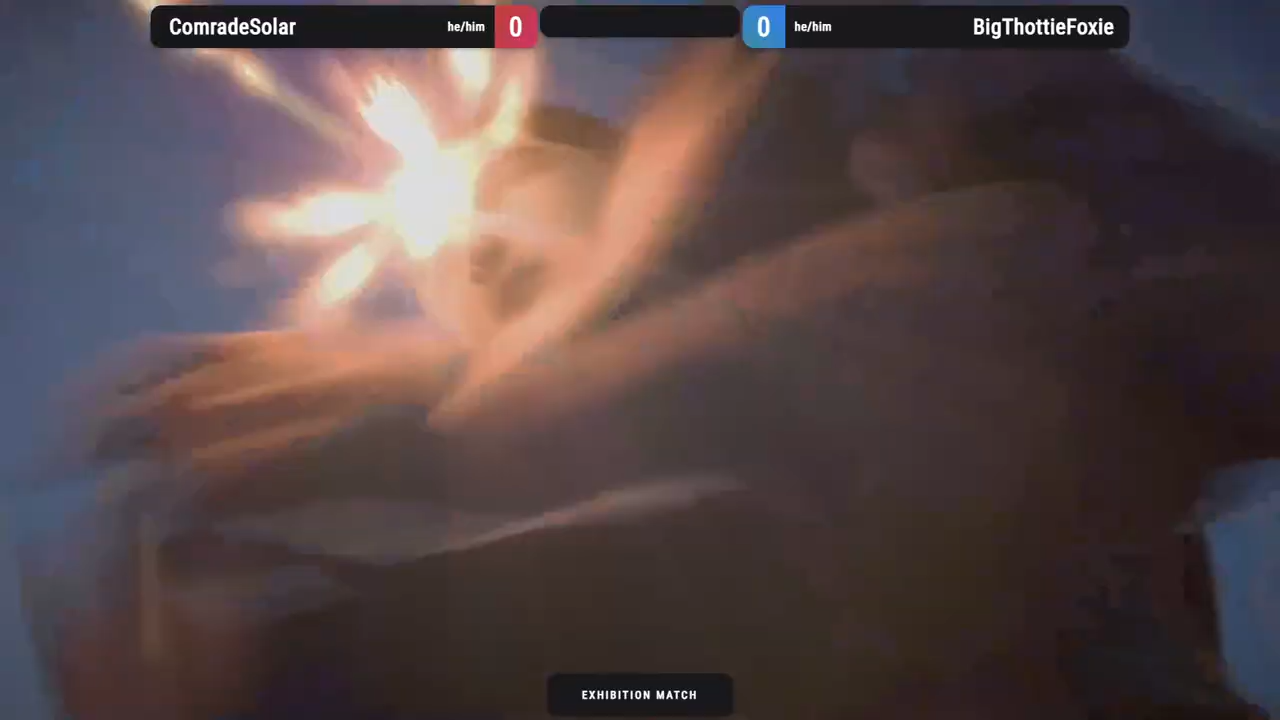 ComradeSolar he/him 0 0 he/him BigThottieFoxie
EXHIBITION MATCH